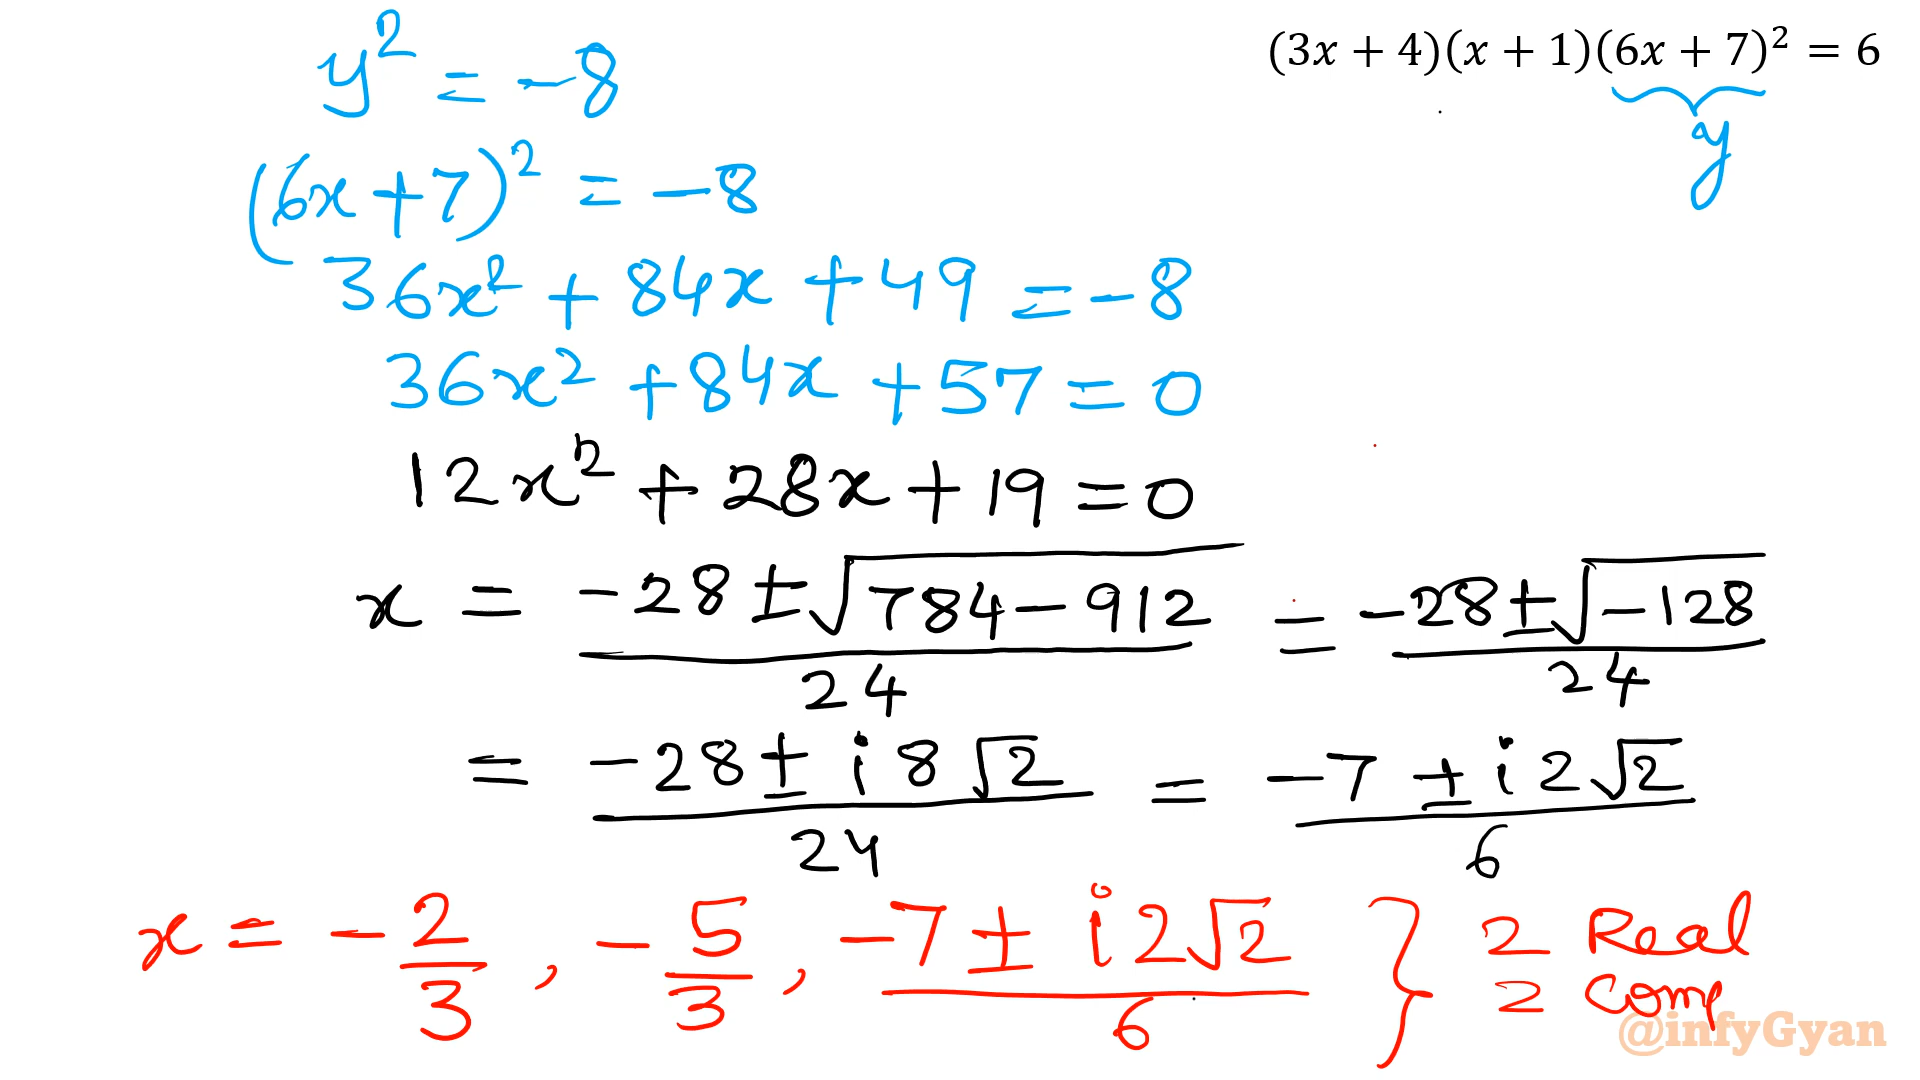 (3x + 4)(x + 1)(6x + 7)² = 6
y
y² = -8
(6x+7)² = -8
36x² + 84x + 49 = -8
36x² + 84x + 57 = 0
12x² + 28x + 19 = 0
x = (-28 ± √(784 - 912))/24 = (-28 ± √(-128))/24
= (-28 ± i8√2)/24 = (-7 ± i2√2)/6
x = -2/3, -5/3, (-7 ± i2√2)/6 } 2 Real
2 Comp
@infyGyan